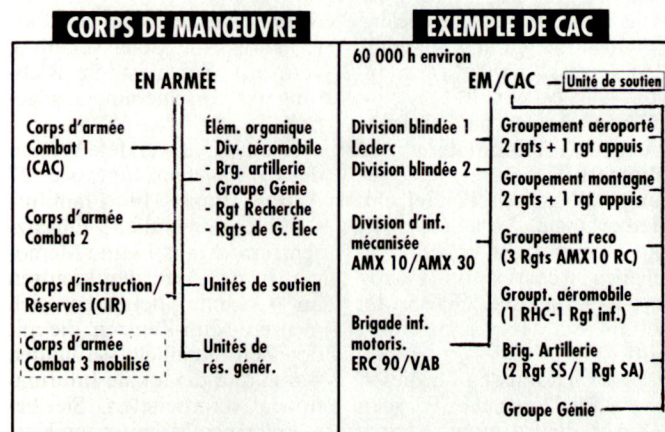 CORPS DE MANŒUVRE
EN ARMÉE
Corps d'armée
Combat 1
(CAC)
Corps d'armée
Combat 2
Corps d'instruction/
Réserves (CIR)
Corps d'armée
Combat 3 mobilisé
Élém. organique
- Div. aéromobile
- Brg. artillerie
- Groupe Génie
- Rgt Recherche
- Rgts de G. Élec
Unités de soutien
Unités de
rés. génér.
EXEMPLE DE CAC
60 000 h environ
EM/CAC
Unité de soutien
Division blindée 1
Leclerc
Division blindée 2
Division d'inf.
mécanisée
AMX 10/AMX 30
Brigade inf.
motoris.
ERC 90/VAB
Groupement aéroporté
2 rgts + 1 rgt appuis
Groupement montagne
2 rgts + 1 rgt appuis
Groupement reco
(3 Rgts AMX10 RC)
Groupt. aéromobile
(1 RHC-1 Rgt inf.)
Brig. Artillerie
(2 Rgt SS/1 Rgt SA)
Groupe Génie